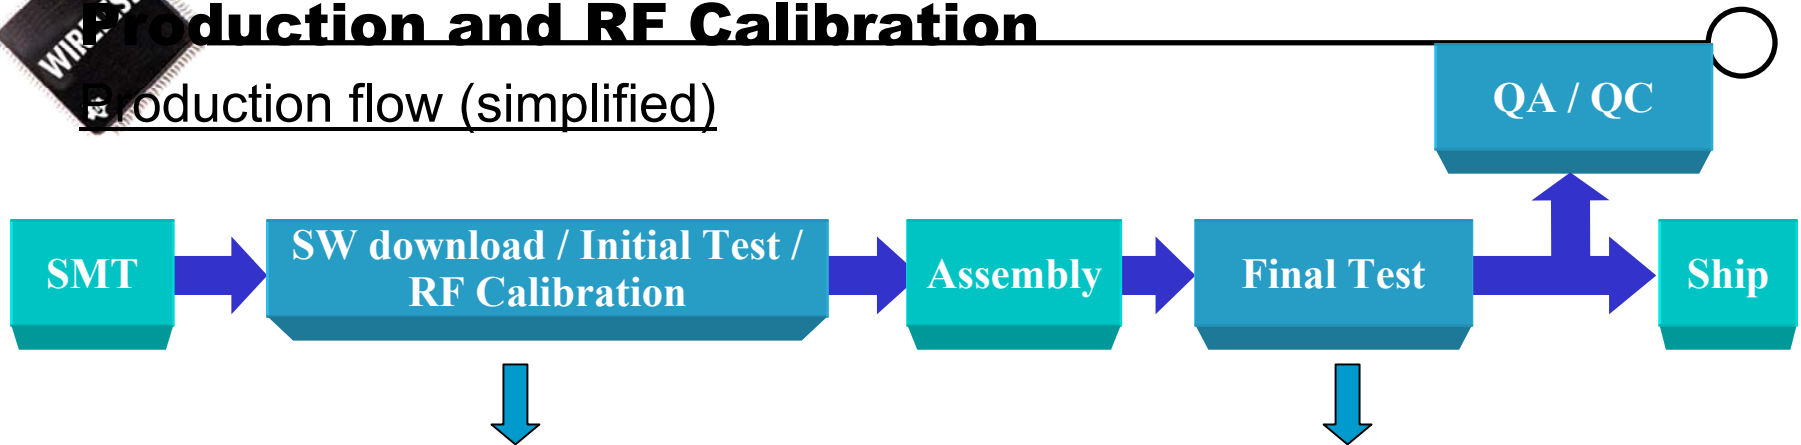 Production and RF Calibration
Production flow (simplified)
QA / QC
SMT
SW download / Initial Test /
RF Calibration
Assembly
Final Test
Ship